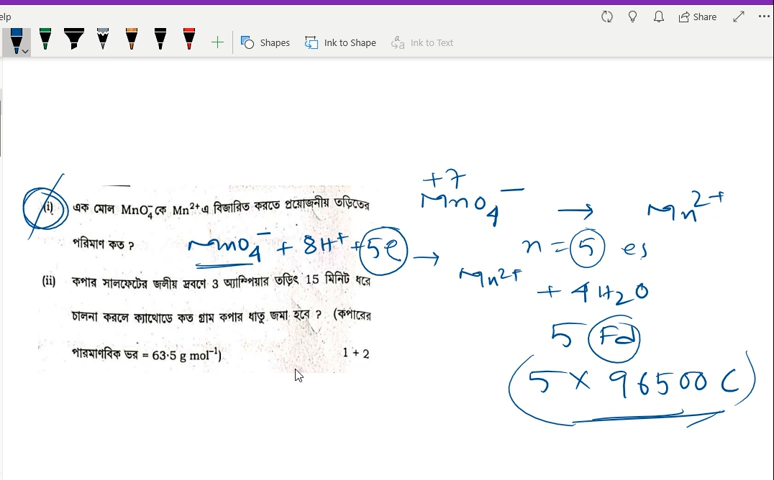 elp
Share
Shapes
Ink to Shape
Ink to Text
+7
MnO4– → Mn2+
(i) এক মোল MnO4–কে Mn2+এ বিজারিত করতে প্রয়োজনীয় তড়িতের
পরিমাণ কত ?
MnO4– + 8H+ + 5e → Mn2+ + 4H2O
n = 5 es
(ii) কপার সালফেটের জলীয় দ্রবণে 3 অ্যাম্পিয়ার তড়িৎ 15 মিনিট ধরে
চালনা করলে ক্যাথোডে কত গ্রাম কপার ধাতু জমা হবে ? (কপারের
পারমাণবিক ভর = 63·5 g mol–1) 1 + 2
5 Fd
(5 × 96500 C)